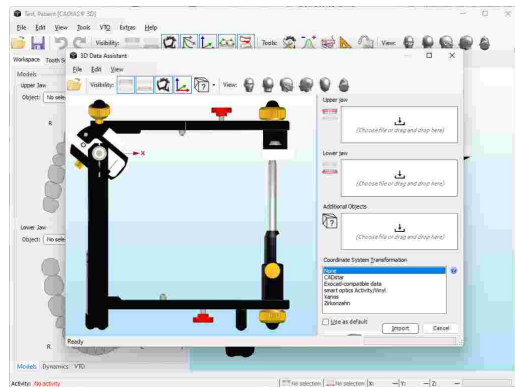 Test, Patient [CADIAS® 3D]
File Edit View Tools VTO Extras Help
Visibility: Tools: View:
Workspace Tooth S
Models
Upper Jaw
Object: No sele
R
Lower Jaw
Object: No sele
R
Models Dynamics VTO
Activity: No activity
No selection No selection X: —Y: — Z: —
3D Data Assistant
File Edit View
Visibility: View:
X
Upper jaw
(Choose file or drag and drop here)
Lower jaw
(Choose file or drag and drop here)
Additional Objects
(Choose file or drag and drop here)
Coordinate System Transformation
None
CADstar
Exocad-compatible data
smart optics Activity/Vinyl
Xanos
Zirkonzahn
Use as default
Import Cancel
Ready